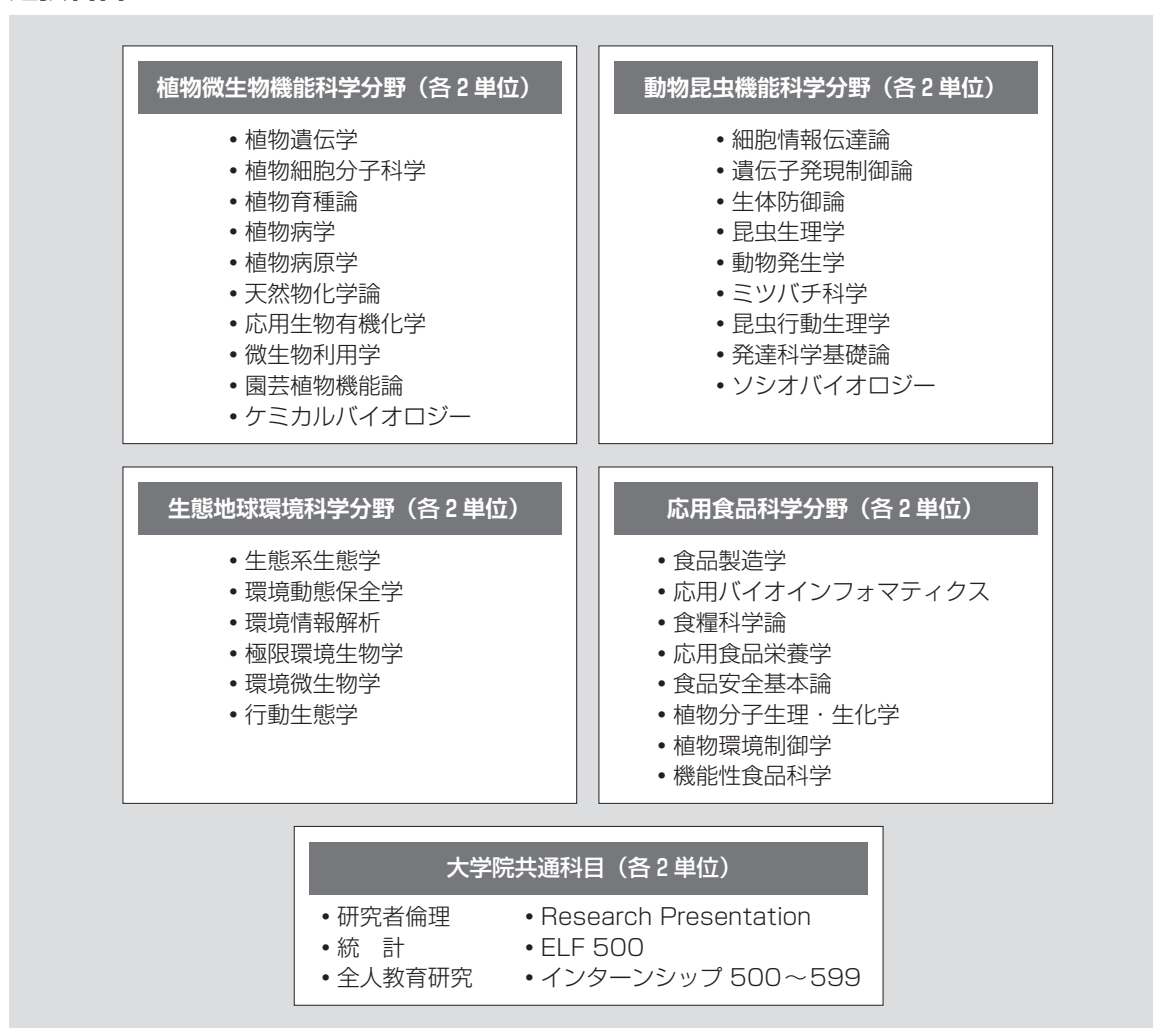 植物微生物機能科学分野（各2単位）
•植物遺伝学
•植物細胞分子科学
•植物育種論
•植物病学
•植物病原学
•天然物化学論
•応用生物有機化学
•微生物利用学
•園芸植物機能論
•ケミカルバイオロジー
動物昆虫機能科学分野（各2単位）
•細胞情報伝達論
•遺伝子発現制御論
•生体防御論
•昆虫生理学
•動物発生学
•ミツバチ科学
•昆虫行動生理学
•発達科学基礎論
•ソシオバイオロジー
生態地球環境科学分野（各2単位）
•生態系生態学
•環境動態保全学
•環境情報解析
•極限環境生物学
•環境微生物学
•行動生態学
応用食品科学分野（各2単位）
•食品製造学
•応用バイオインフォマティクス
•食糧科学論
•応用食品栄養学
•食品安全基本論
•植物分子生理・生化学
•植物環境制御学
•機能性食品科学
大学院共通科目（各2単位）
•研究者倫理
•統　計
•全人教育研究
•Research Presentation
•ELF 500
•インターンシップ 500～599